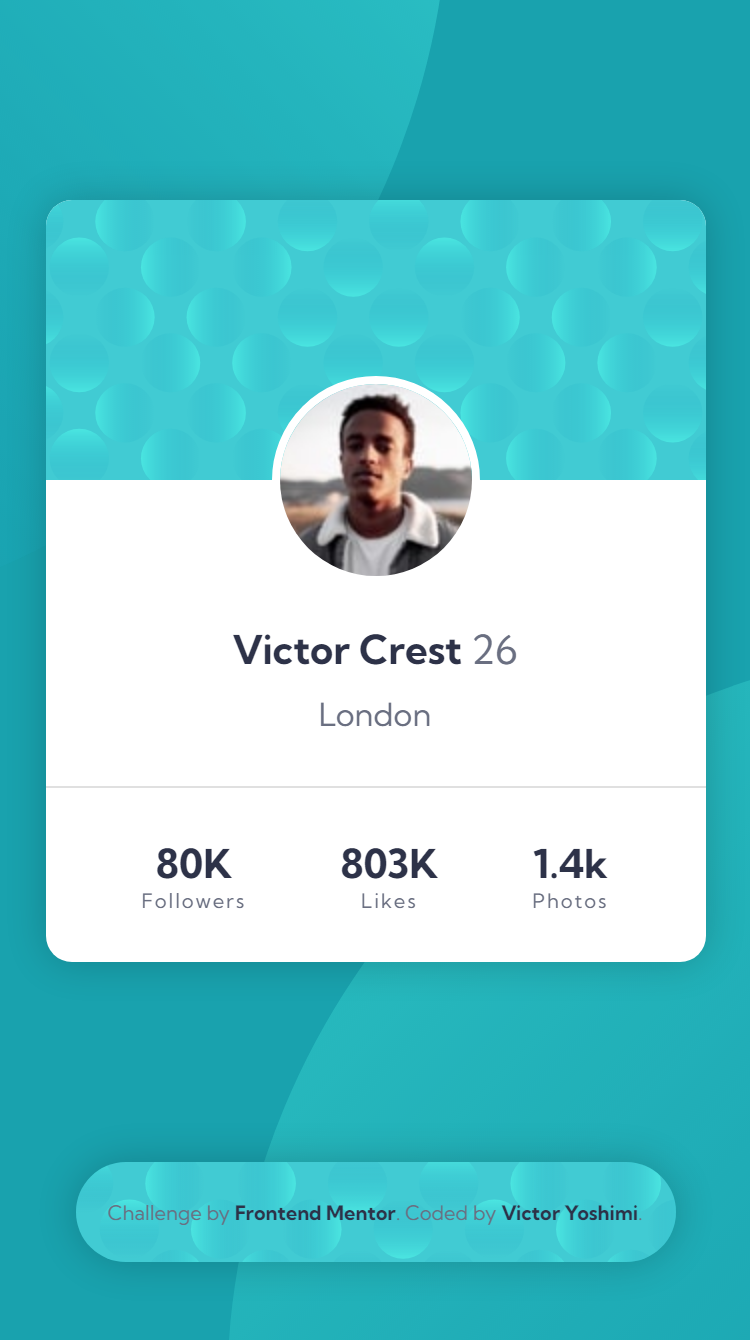 Victor Crest 26
London
80K 803K 1.4k
Followers Likes Photos
Challenge by Frontend Mentor. Coded by Victor Yoshimi.